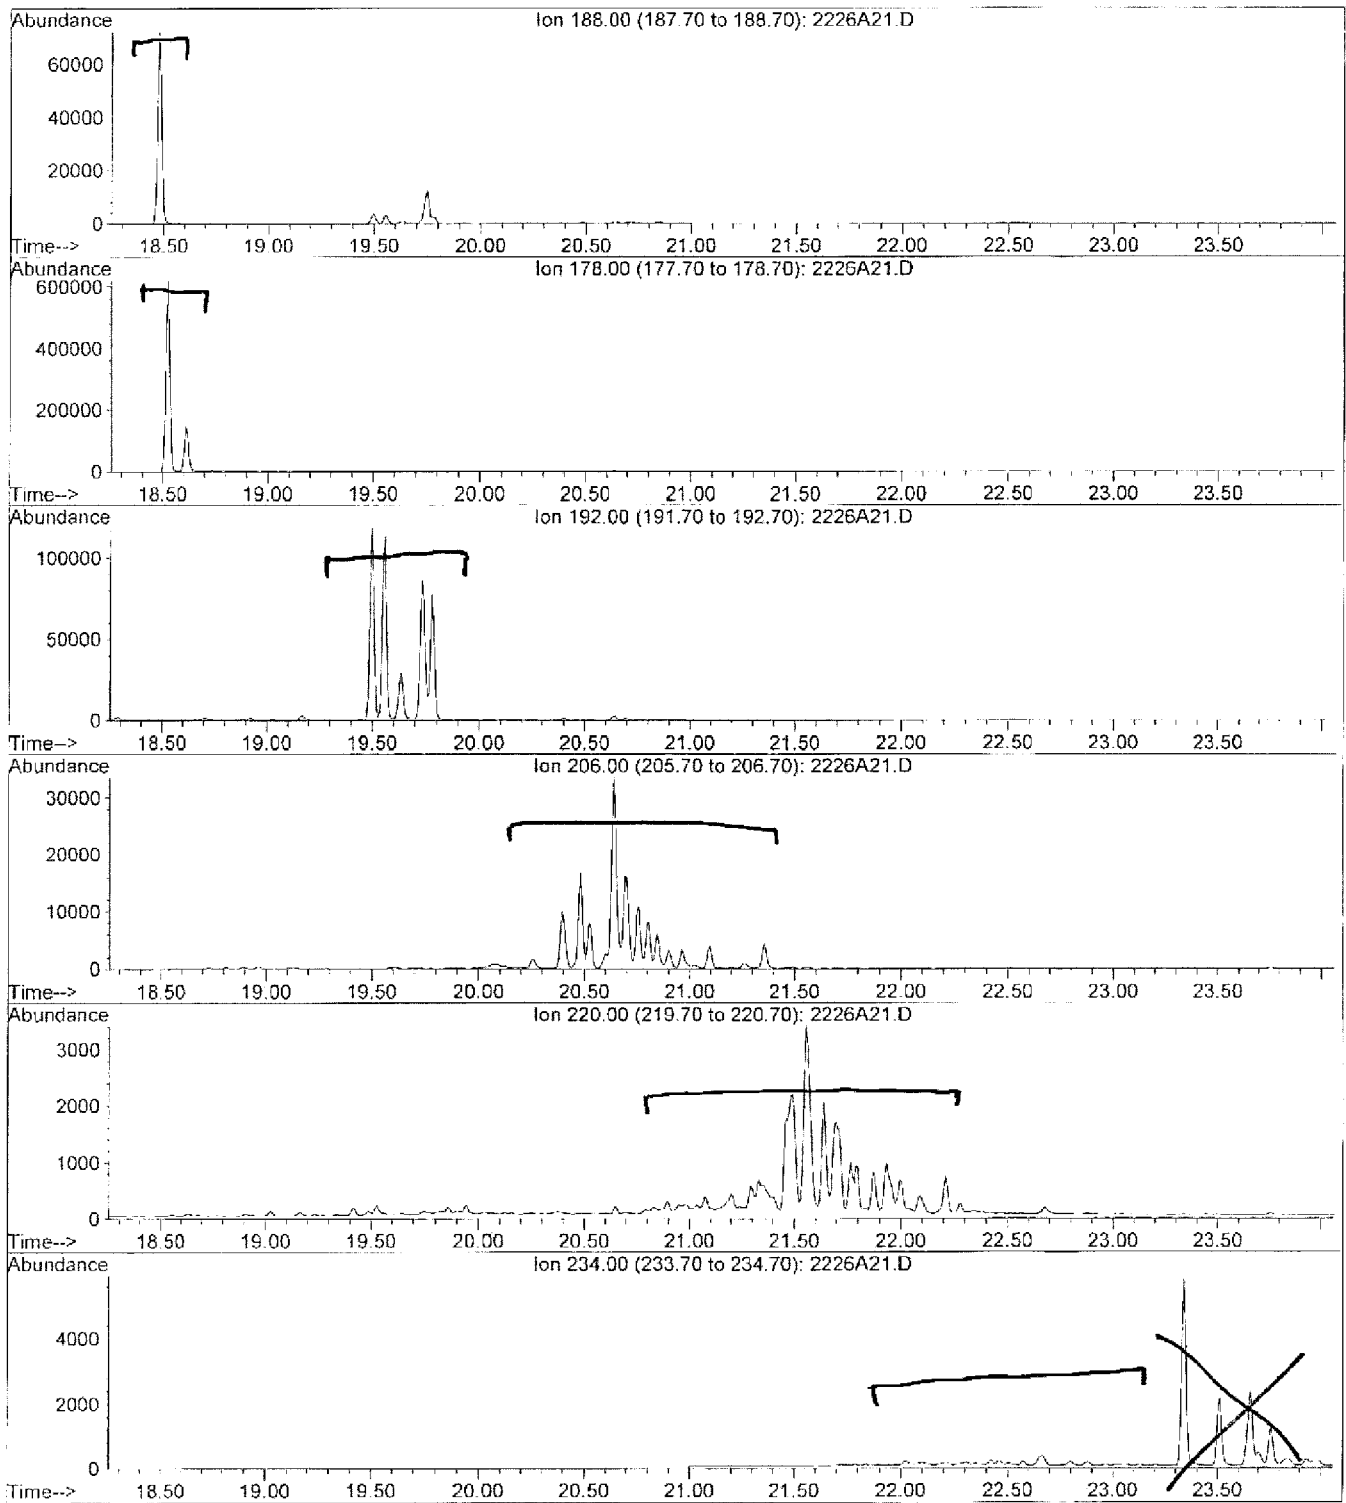 Abundance
Ion 188.00 (187.70 to 188.70): 2226A21.D
60000
40000
20000
0
Time--> 18.50 19.00 19.50 20.00 20.50 21.00 21.50 22.00 22.50 23.00 23.50
Abundance
Ion 178.00 (177.70 to 178.70): 2226A21.D
600000
400000
200000
0
Time--> 18.50 19.00 19.50 20.00 20.50 21.00 21.50 22.00 22.50 23.00 23.50
Abundance
Ion 192.00 (191.70 to 192.70): 2226A21.D
100000
50000
0
Time--> 18.50 19.00 19.50 20.00 20.50 21.00 21.50 22.00 22.50 23.00 23.50
Abundance
Ion 206.00 (205.70 to 206.70): 2226A21.D
30000
20000
10000
0
Time--> 18.50 19.00 19.50 20.00 20.50 21.00 21.50 22.00 22.50 23.00 23.50
Abundance
Ion 220.00 (219.70 to 220.70): 2226A21.D
3000
2000
1000
0
Time--> 18.50 19.00 19.50 20.00 20.50 21.00 21.50 22.00 22.50 23.00 23.50
Abundance
Ion 234.00 (233.70 to 234.70): 2226A21.D
4000
2000
0
Time--> 18.50 19.00 19.50 20.00 20.50 21.00 21.50 22.00 22.50 23.00 23.50